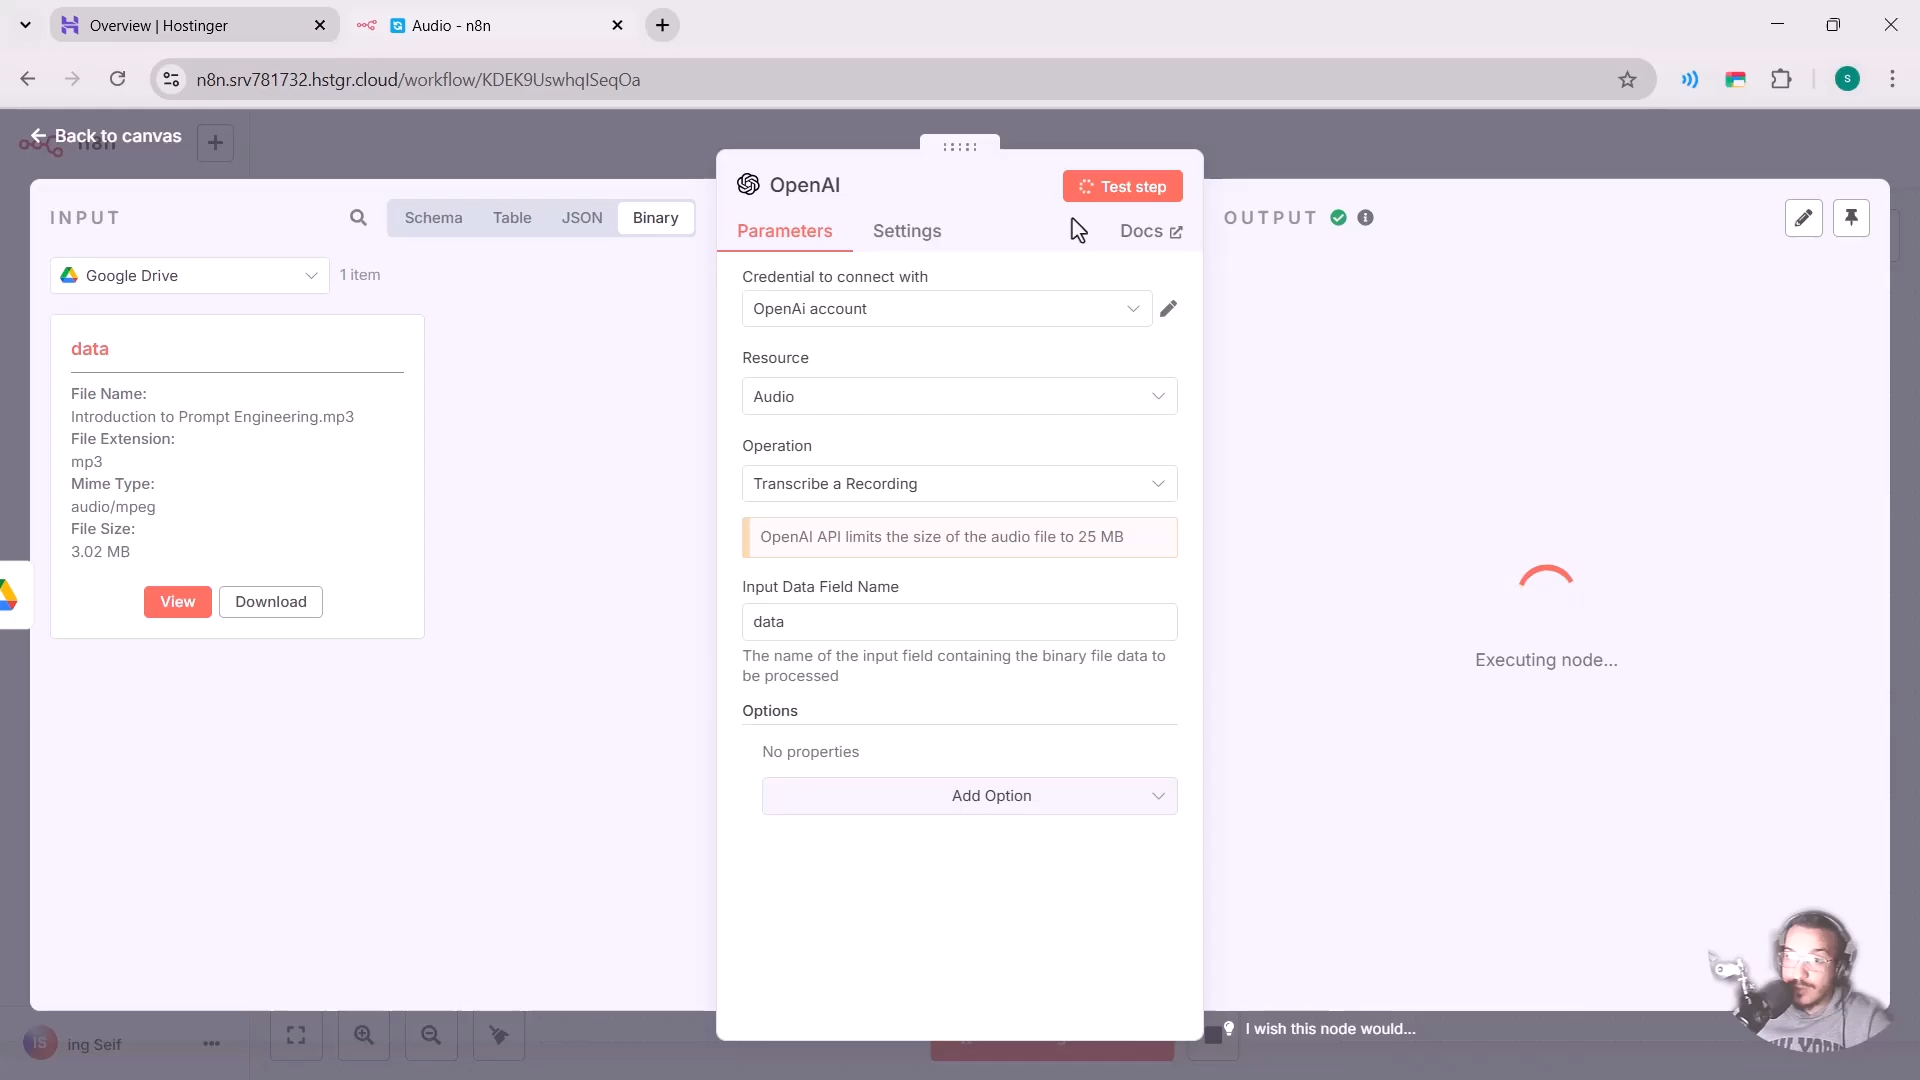 Overview | Hostinger
Audio - n8n
n8n.srv781732.hstgr.cloud/workflow/KDEK9UswhqlSeqOa
S
Back to canvas
n8n
INPUT
Schema
Table
JSON
Binary
Google Drive
1 item
data
File Name:
Introduction to Prompt Engineering.mp3
File Extension:
mp3
Mime Type:
audio/mpeg
File Size:
3.02 MB
View
Download
OpenAI
Test step
Parameters
Settings
Docs
Credential to connect with
OpenAi account
Resource
Audio
Operation
Transcribe a Recording
OpenAI API limits the size of the audio file to 25 MB
Input Data Field Name
data
The name of the input field containing the binary file data to
be processed
Options
No properties
Add Option
OUTPUT
Executing node...
I wish this node would...
IS
ing Seif